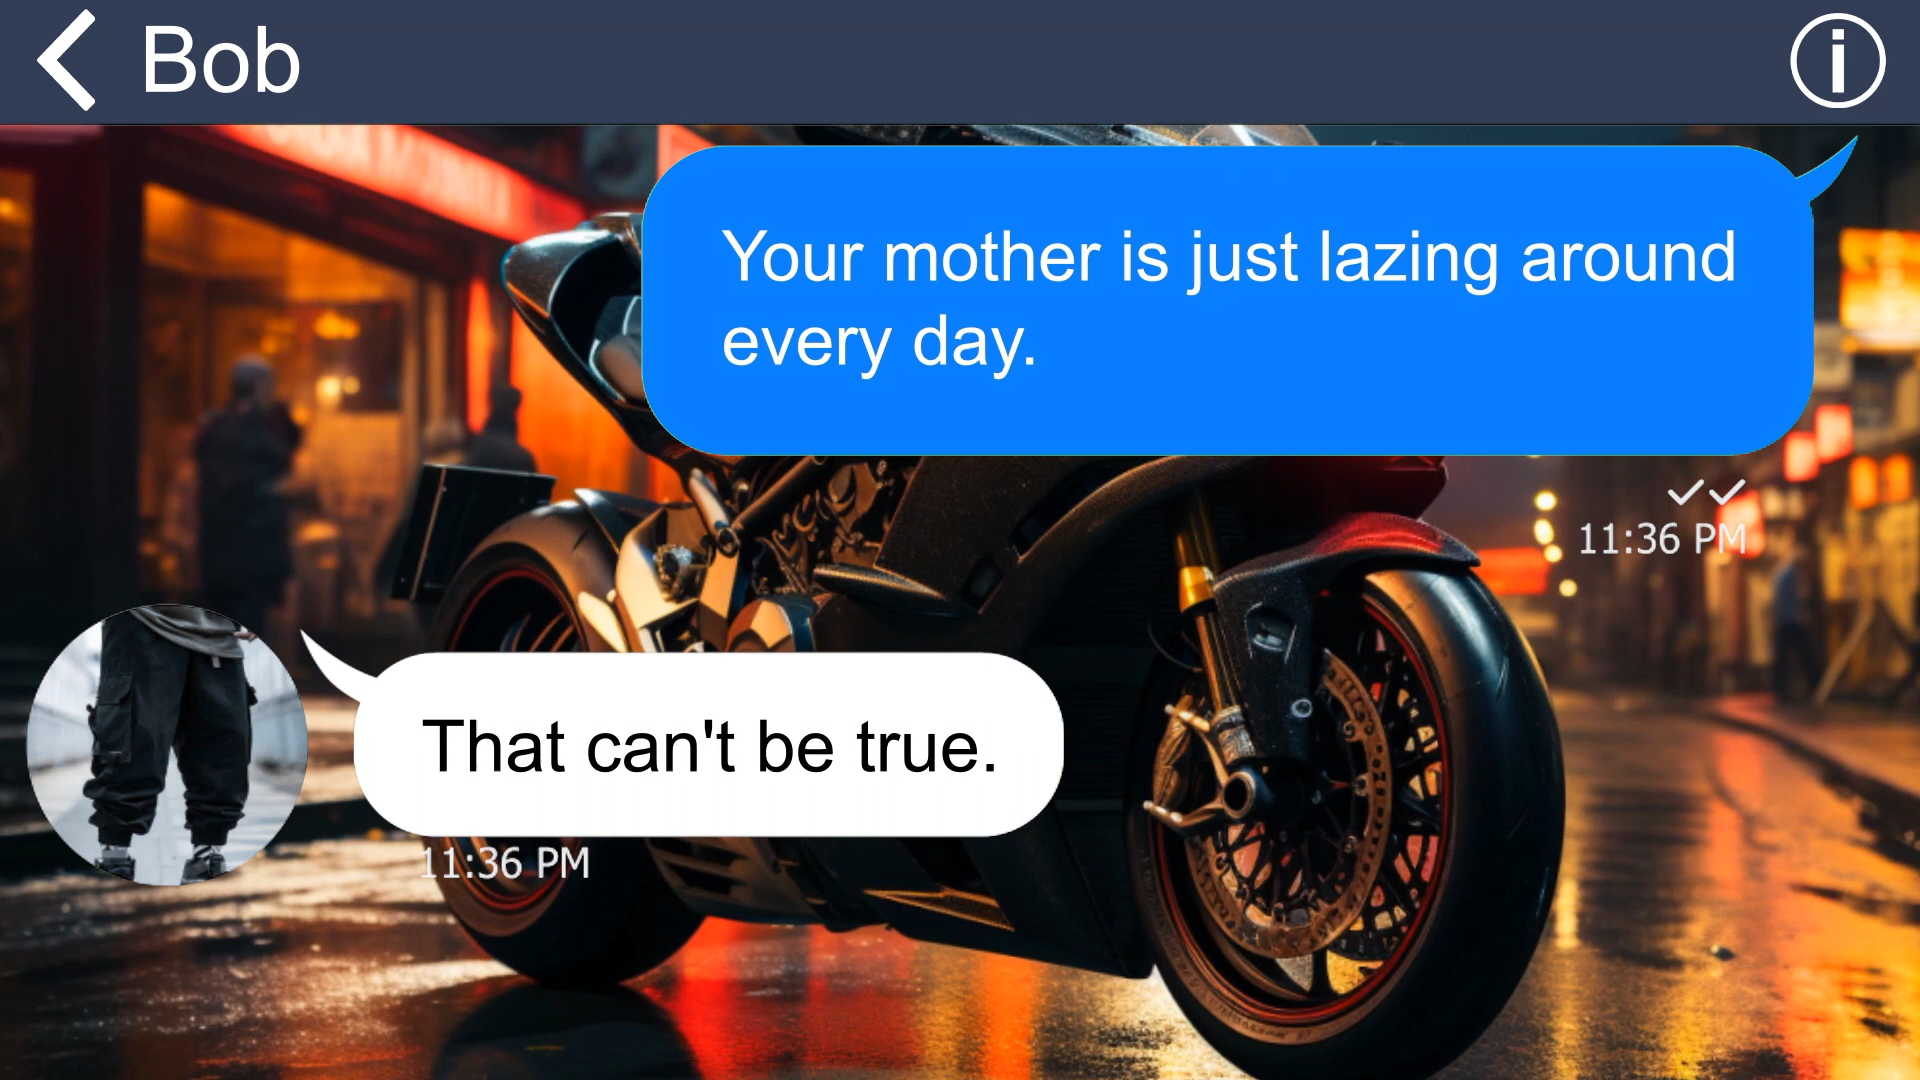 Bob
Your mother is just lazing around
every day.
11:36 PM
That can't be true.
11:36 PM